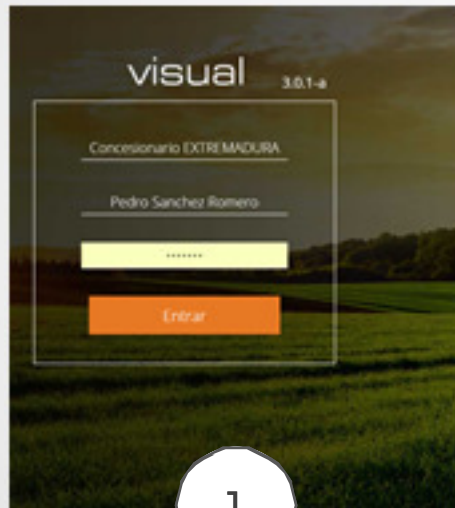 visual
3.0.1-a
Concesionario EXTREMADURA
Pedro Sanchez Romero
•••••••
Entrar
1